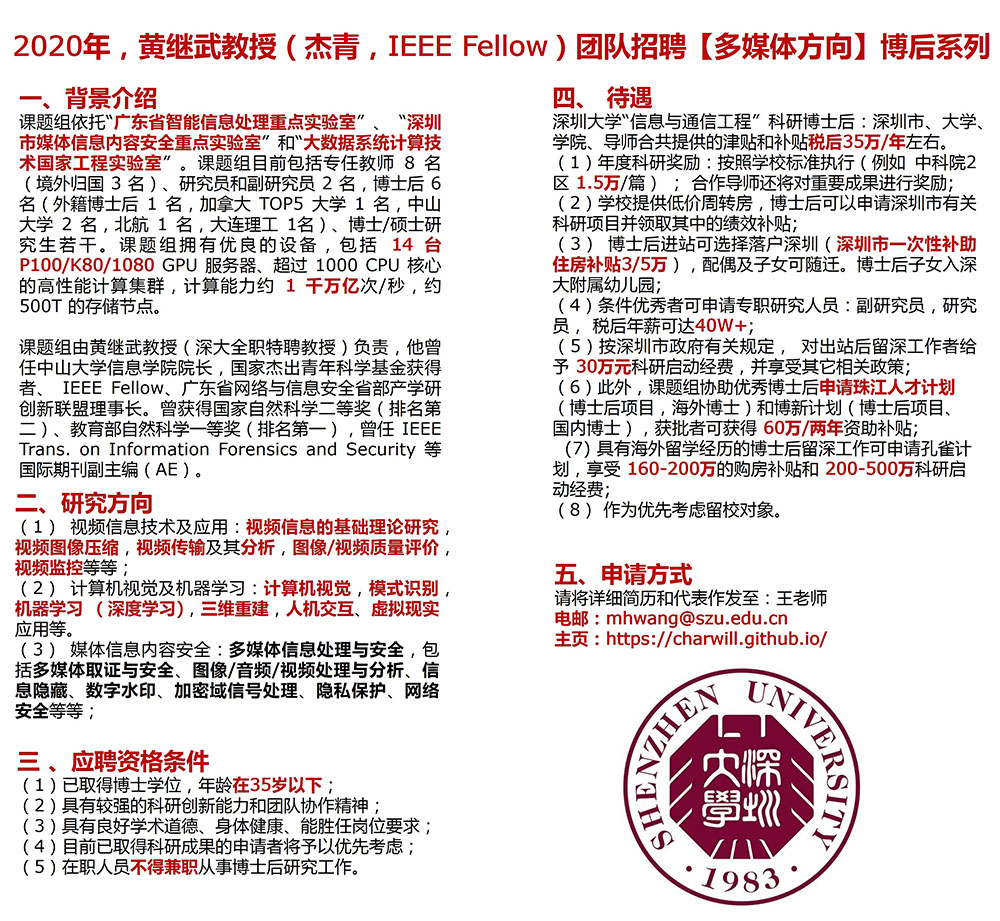 2020年，黄继武教授（杰青，IEEE Fellow）团队招聘【多媒体方向】博后系列
一、背景介绍
课题组依托“广东省智能信息处理重点实验室”、“深圳
市媒体信息内容安全重点实验室”和“大数据系统计算技
术国家工程实验室”。课题组目前包括专任教师 8 名
（境外归国 3 名）、研究员和副研究员 2 名，博士后 6
名（外籍博士后 1 名，加拿大 TOP5 大学 1 名，中山
大学 2 名，北航 1 名，大连理工 1名）、博士/硕士研
究生若干。课题组拥有优良的设备，包括 14 台
P100/K80/1080 GPU 服务器、超过 1000 CPU 核心
的高性能计算集群，计算能力约 1 千万亿次/秒，约
500T 的存储节点。
课题组由黄继武教授（深大全职特聘教授）负责，他曾
任中山大学信息学院院长，国家杰出青年科学基金获得
者、 IEEE Fellow、广东省网络与信息安全省部产学研
创新联盟理事长。曾获得国家自然科学二等奖（排名第
二）、教育部自然科学一等奖（排名第一），曾任 IEEE
Trans. on Information Forensics and Security 等
国际期刊副主编（AE）。
二、研究方向
（1） 视频信息技术及应用：视频信息的基础理论研究，
视频图像压缩，视频传输及其分析，图像/视频质量评价，
视频监控等等；
（2） 计算机视觉及机器学习：计算机视觉，模式识别，
机器学习 （深度学习)，三维重建，人机交互、虚拟现实
应用等。
（3） 媒体信息内容安全：多媒体信息处理与安全，包
括多媒体取证与安全、图像/音频/视频处理与分析、信
息隐藏、数字水印、加密域信号处理、隐私保护、网络
安全等等；
三 、应聘资格条件
（1）已取得博士学位，年龄在35岁以下；
（2）具有较强的科研创新能力和团队协作精神；
（3）具有良好学术道德、身体健康、能胜任岗位要求；
（4）目前已取得科研成果的申请者将予以优先考虑；
（5）在职人员不得兼职从事博士后研究工作。
四、 待遇
深圳大学“信息与通信工程” 科研博士后：深圳市、大学、
学院、导师合共提供的津贴和补贴税后35万/年左右。
（1）年度科研奖励：按照学校标准执行（例如 中科院2
区 1.5万/篇） ；合作导师还将对重要成果进行奖励;
（2）学校提供低价周转房，博士后可以申请深圳市有关
科研项目并领取其中的绩效补贴;
（3） 博士后进站可选择落户深圳（深圳市一次性补助
住房补贴3/5万），配偶及子女可随迁。博士后子女入深
大附属幼儿园;
（4）条件优秀者可申请专职研究人员：副研究员，研究
员， 税后年薪可达40W+;
（5）按深圳市政府有关规定， 对出站后留深工作者给
予 30万元科研启动经费，并享受其它相关政策；
（6）此外，课题组协助优秀博士后申请珠江人才计划
（博士后项目，海外博士）和博新计划（博士后项目、
国内博士），获批者可获得 60万/两年资助补贴；
（7)具有海外留学经历的博士后留深工作可申请孔雀计
划，享受 160-200万的购房补贴和 200-500万科研启
动经费;
（8） 作为优先考虑留校对象。
五、申请方式
请将详细简历和代表作发至：王老师
电邮：mhwang@szu.edu.cn
主页：https://charwill.github.io/
SHENZHEN UNIVERSITY
深圳
大學
·1983·